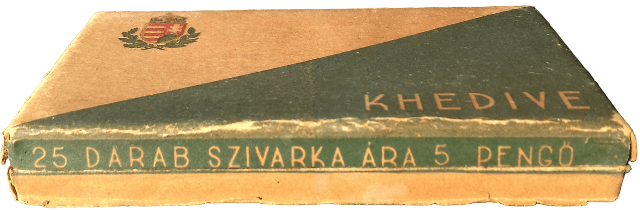 KHEDIVE
25 DARAB SZIVARKA ÁRA 5 PENGŐ